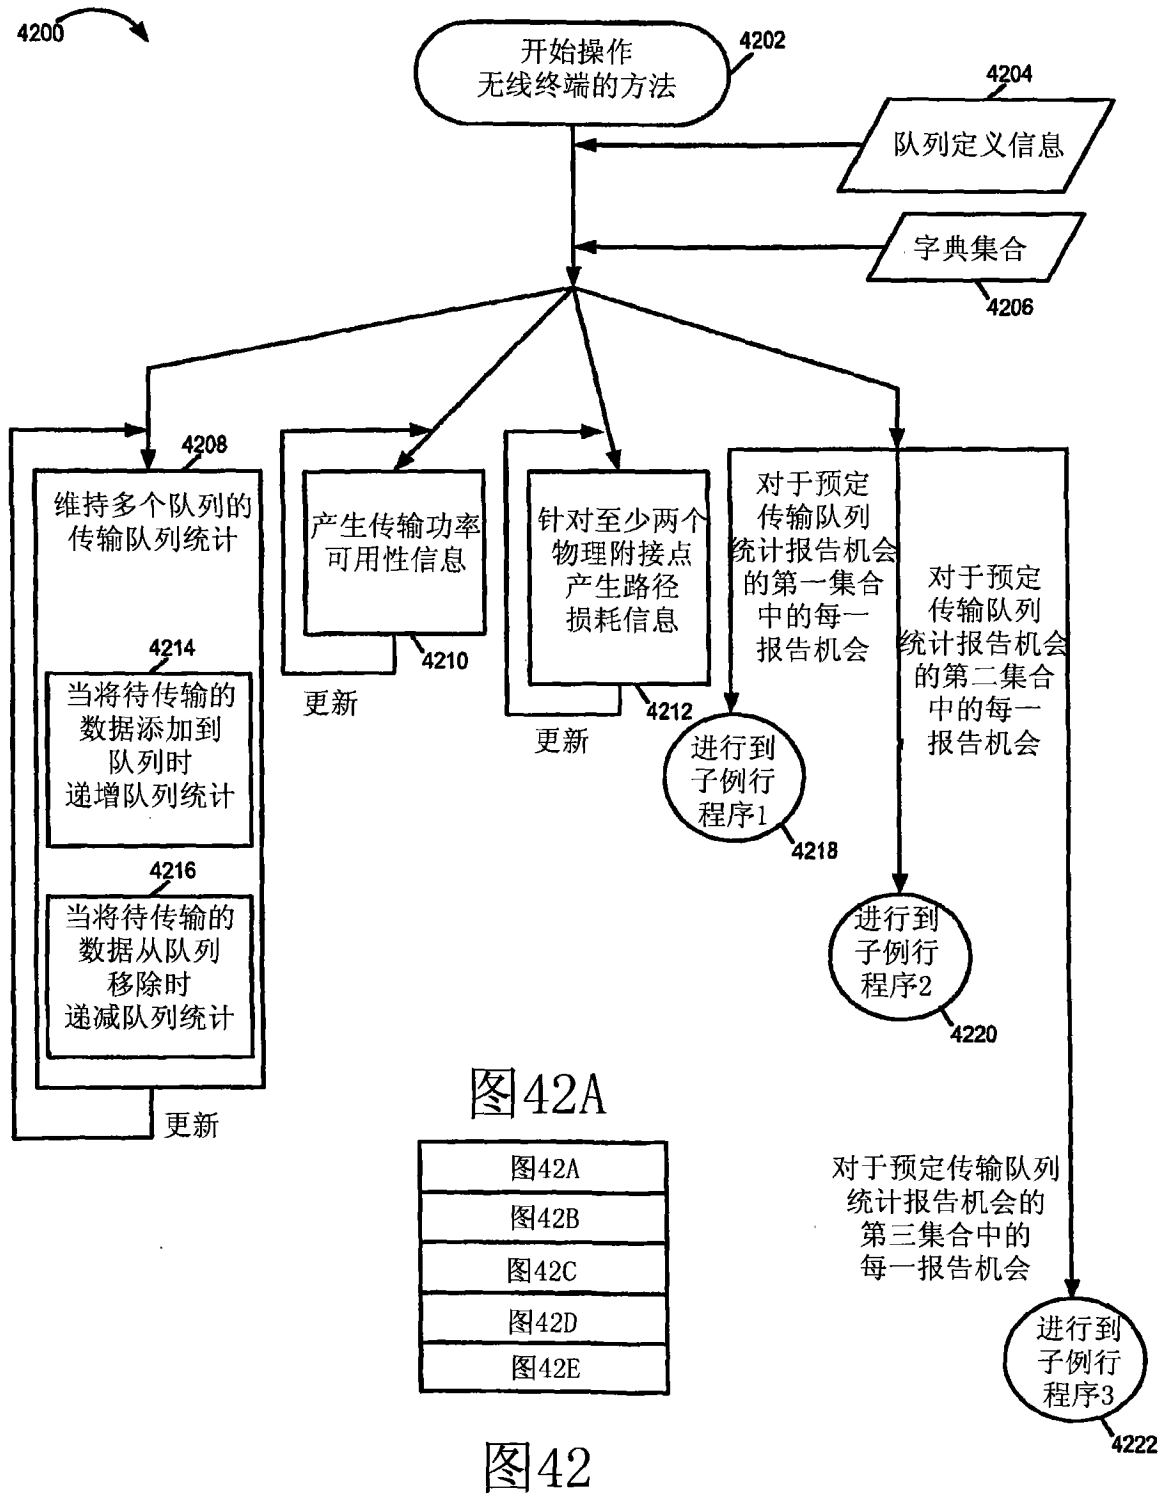 4200
开始操作
无线终端的方法
4202
4204
队列定义信息
字典集合
4206
4208
维持多个队列的
传输队列统计
4214
当将待传输的
数据添加到
队列时
递增队列统计
4216
当将待传输的
数据从队列
移除时
递减队列统计
更新
产生传输功率
可用性信息
4210
更新
针对至少两个
物理附接点
产生路径
损耗信息
4212
更新
对于预定
传输队列
统计报告机会
的第一集合
中的每一
报告机会
进行到
子例行
程序1
4218
对于预定
传输队列
统计报告机会
的第二集合
中的每一
报告机会
进行到
子例行
程序2
4220
对于预定传输队列
统计报告机会的
第三集合中的
每一报告机会
进行到
子例行
程序3
4222
图42A
图42A
图42B
图42C
图42D
图42E
图42